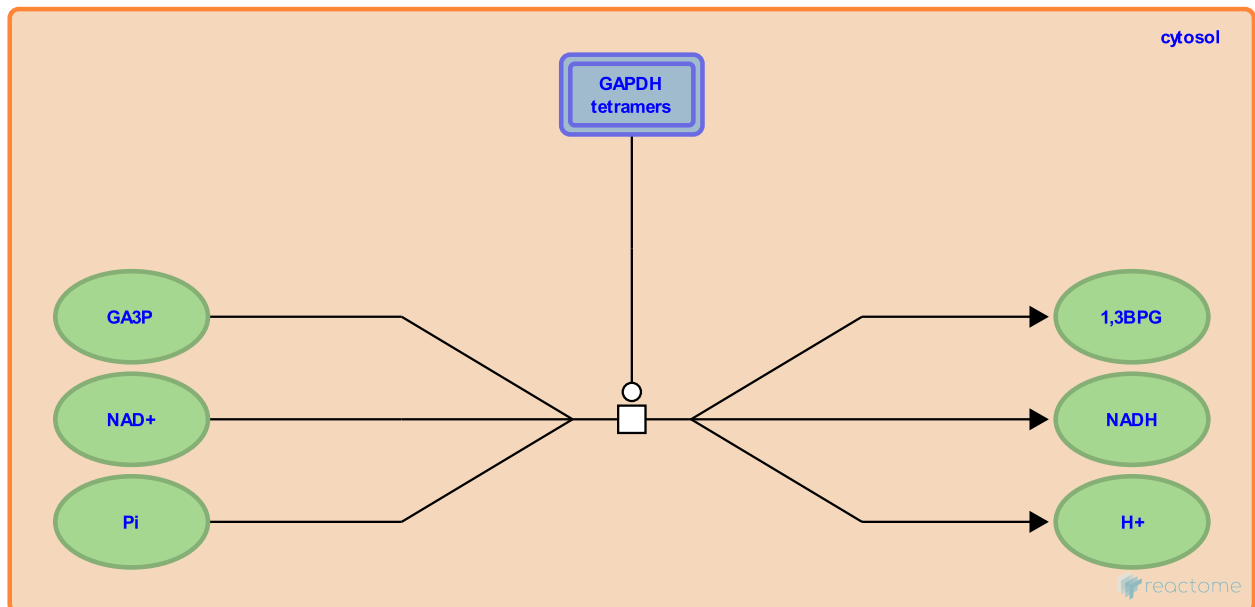 cytosol
GAPDH
tetramers
GA3P
1,3BPG
NAD+
NADH
Pi
H+
reactome